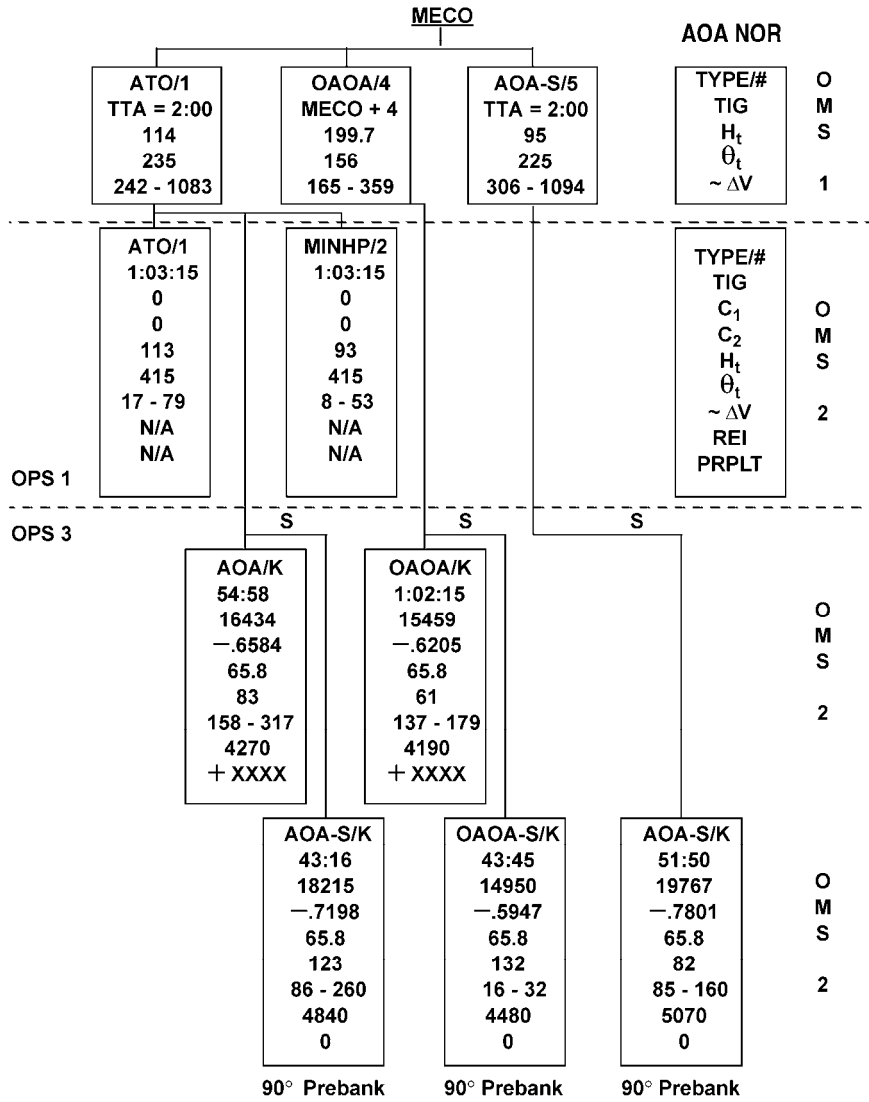 MECO
AOA NOR
ATO/1
TTA = 2:00
114
235
242 - 1083
OAOA/4
MECO + 4
199.7
156
165 - 359
AOA-S/5
TTA = 2:00
95
225
306 - 1094
TYPE/#
TIG
Ht
θt
~ ΔV
O
M
S
1
ATO/1
1:03:15
0
0
113
415
17 - 79
N/A
N/A
MINHP/2
1:03:15
0
0
93
415
8 - 53
N/A
N/A
TYPE/#
TIG
C1
C2
Ht
θt
~ ΔV
REI
PRPLT
O
M
S
2
OPS 1
OPS 3
S
S
S
AOA/K
54:58
16434
—.6584
65.8
83
158 - 317
4270
+ XXXX
OAOA/K
1:02:15
15459
—.6205
65.8
61
137 - 179
4190
+ XXXX
O
M
S
2
AOA-S/K
43:16
18215
—.7198
65.8
123
86 - 260
4840
0
90° Prebank
OAOA-S/K
43:45
14950
—.5947
65.8
132
16 - 32
4480
0
90° Prebank
AOA-S/K
51:50
19767
—.7801
65.8
82
85 - 160
5070
0
90° Prebank
O
M
S
2